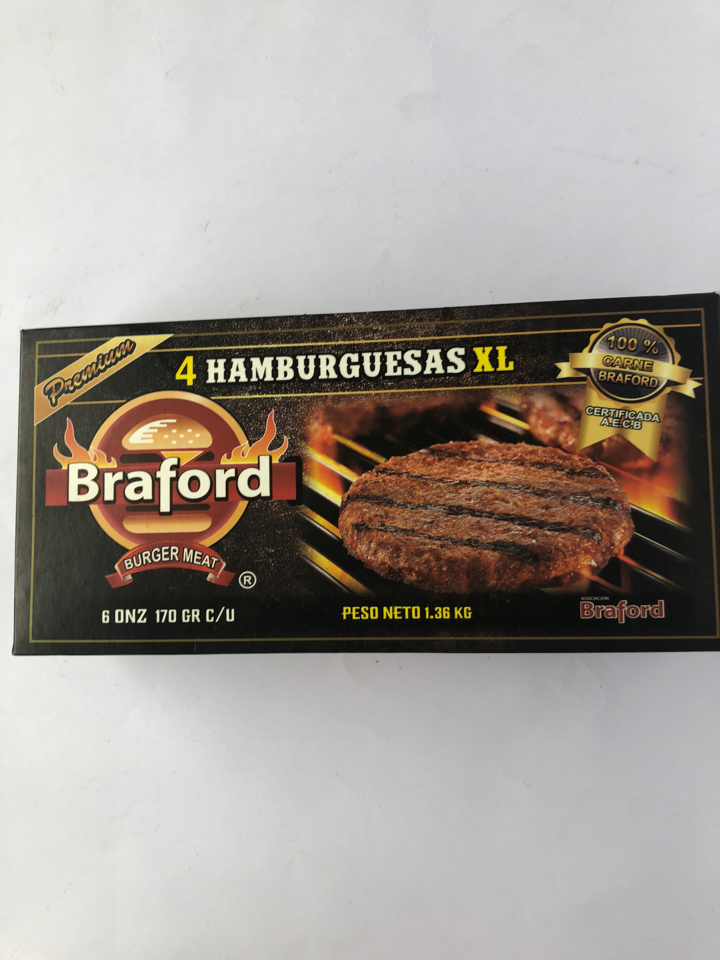 Premium
4 HAMBURGUESAS XL
100 %
CARNE
BRAFORD
CERTIFICADA
A.E.C.B
Braford
BURGER MEAT
®
6 ONZ 170 GR C/U
PESO NETO 1.36 KG
ASOCIACION
Braford